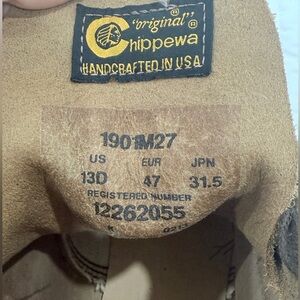 "original"®
Chippewa®
HANDCRAFTED IN USA
1901M27
US EUR JPN
13D 47 31.5
REGISTERED NUMBER
12262055